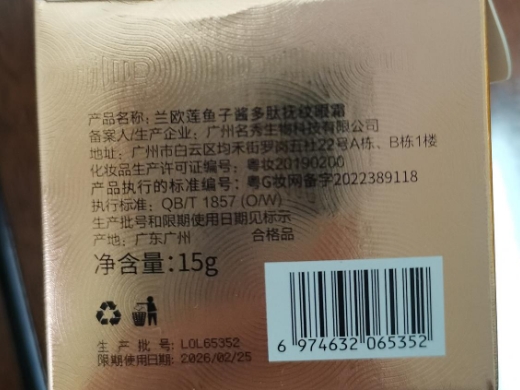 产品名称: 兰欧莲鱼子酱多肽抚纹眼霜
备案人/生产企业: 广州名秀生物科技有限公司
地址: 广州市白云区均禾街罗岗五社22号A栋、B栋1楼
化妆品生产许可证编号: 粤妆20190200
产品执行的标准编号: 粤G妆网备字2022389118
执行标准: QB/T 1857 (O/W)
生产批号和限期使用日期见标示
产地: 广东广州 合格品
净含量:15g
生产批号: LOL65352
限期使用日期: 2026/02/25
6 974632 065352